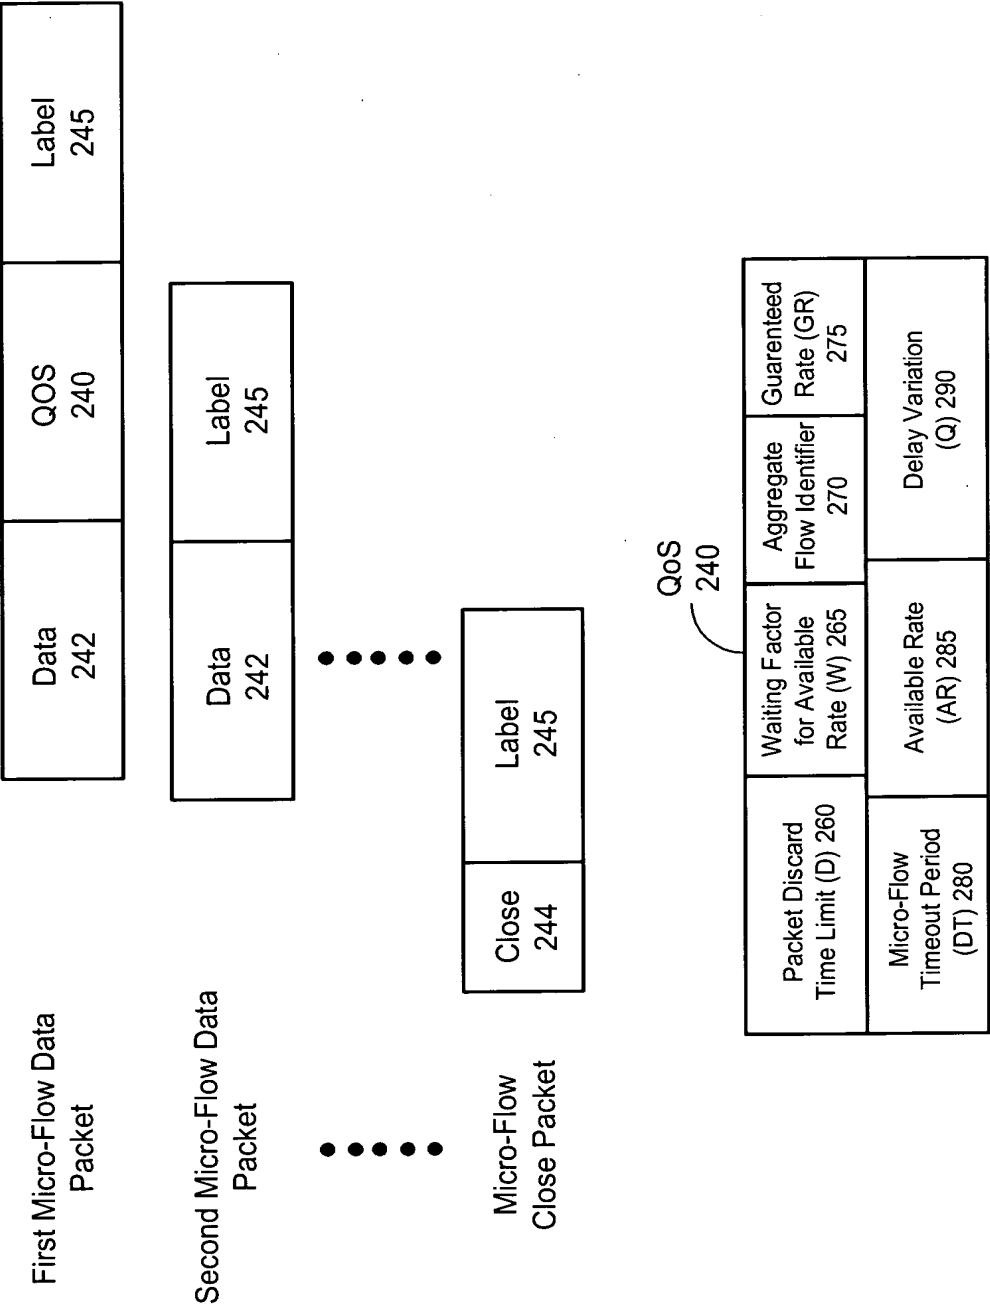 First Micro-Flow Data
Packet
Data
242
QOS
240
Label
245
Second Micro-Flow Data
Packet
Data
242
Label
245
Micro-Flow
Close Packet
Close
244
Label
245
QoS
240
Packet Discard
Time Limit (D) 260
Waiting Factor
for Available
Rate (W) 265
Aggregate
Flow Identifier
270
Guarenteed
Rate (GR)
275
Micro-Flow
Timeout Period
(DT) 280
Available Rate
(AR) 285
Delay Variation
(Q) 290